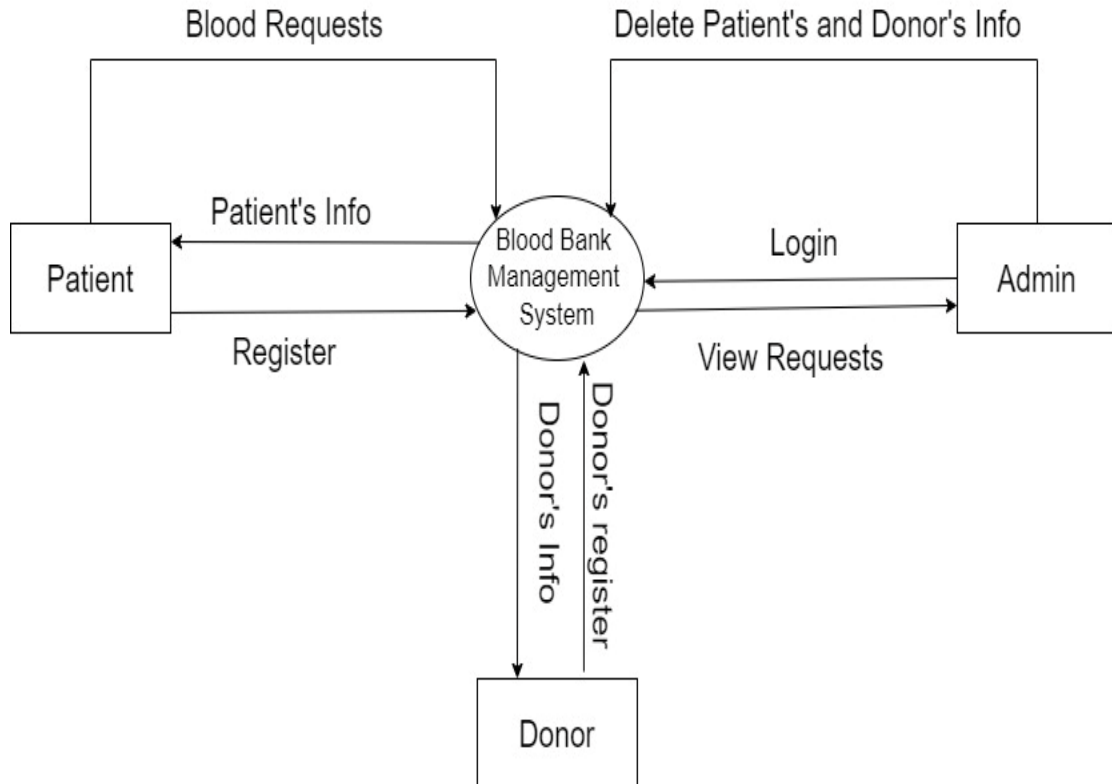 Blood Requests
Delete Patient's and Donor's Info
Patient's Info
Blood Bank
Management
System
Login
Patient
Admin
Register
View Requests
Donor's Info
Donor's register
Donor